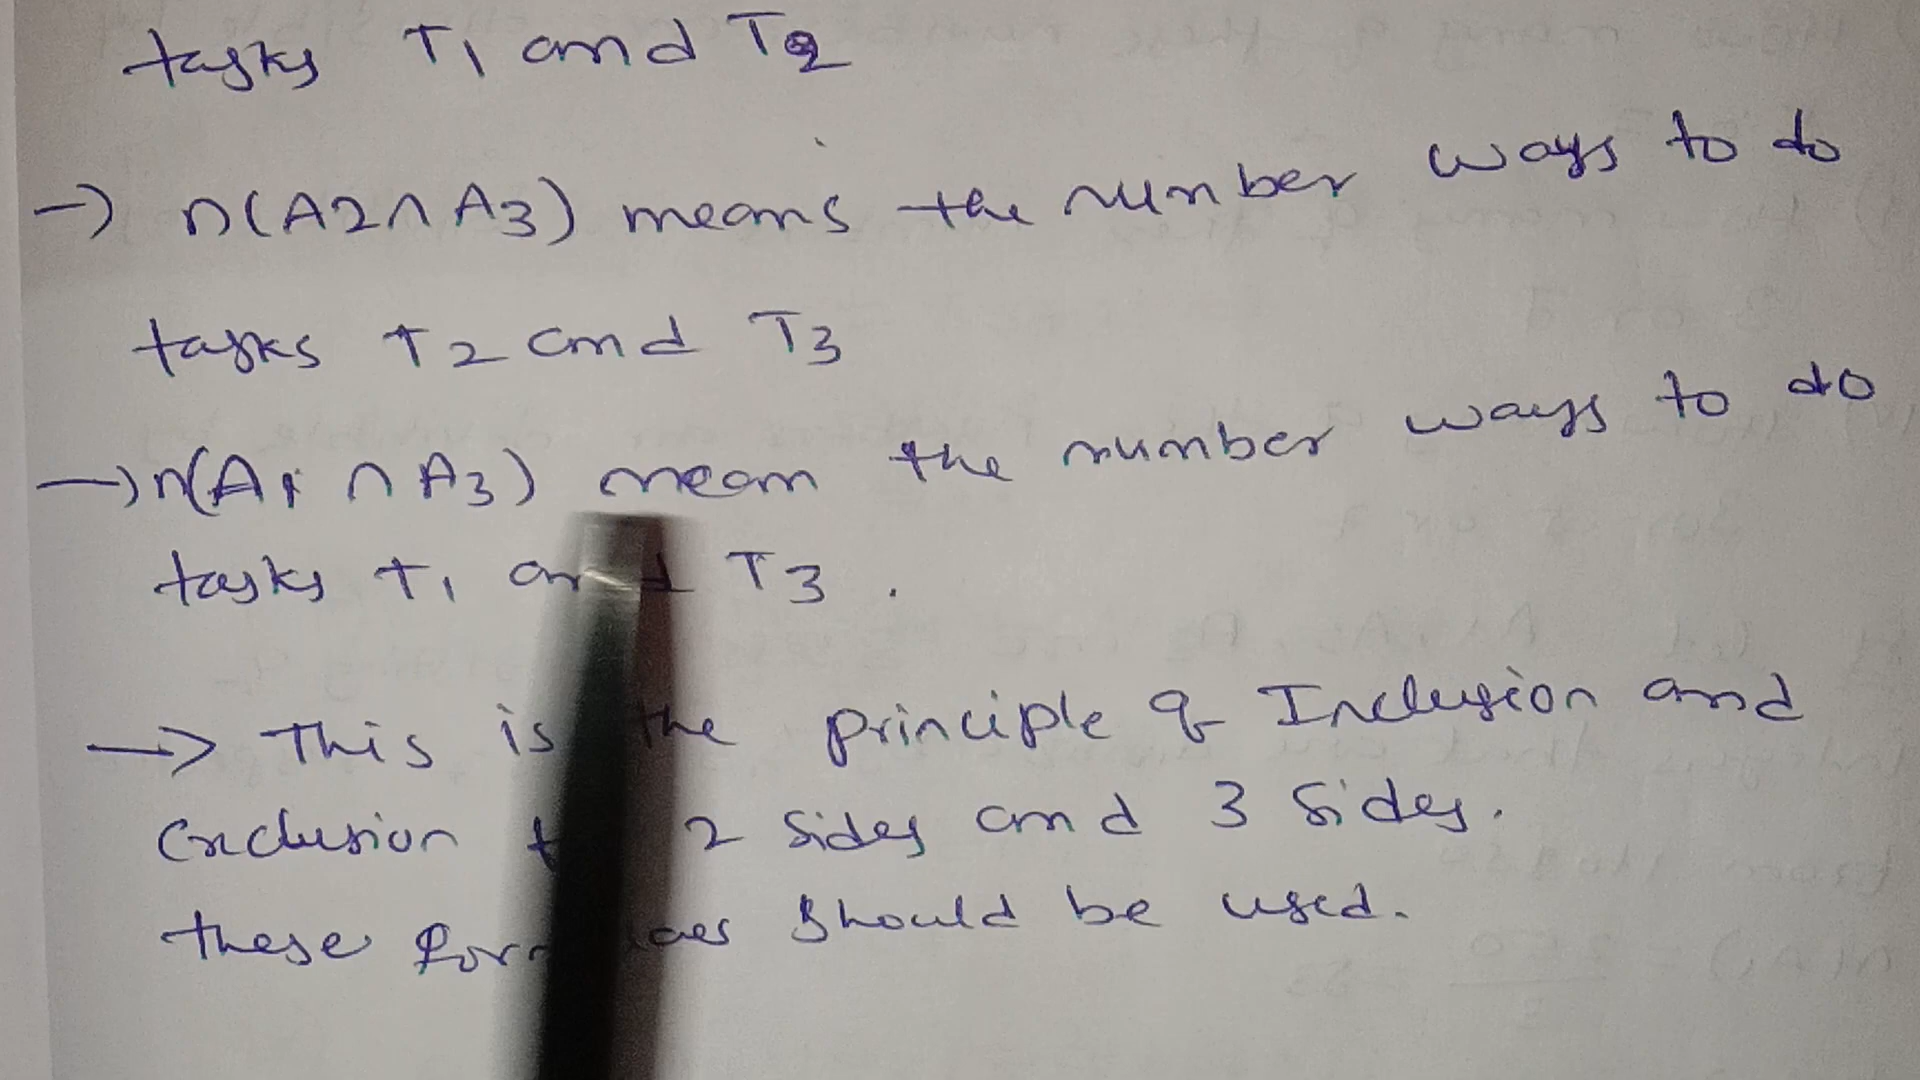 tasks T1 and T2
→ n(A2∩A3) means the number ways to do
tasks T2 and T3
→ n(A1 ∩ A3) mean the number ways to do
tasks T1 and T3.
→ This is the principle of Inclusion and
Exclusion 2 sides and 3 sides.
these should be used.